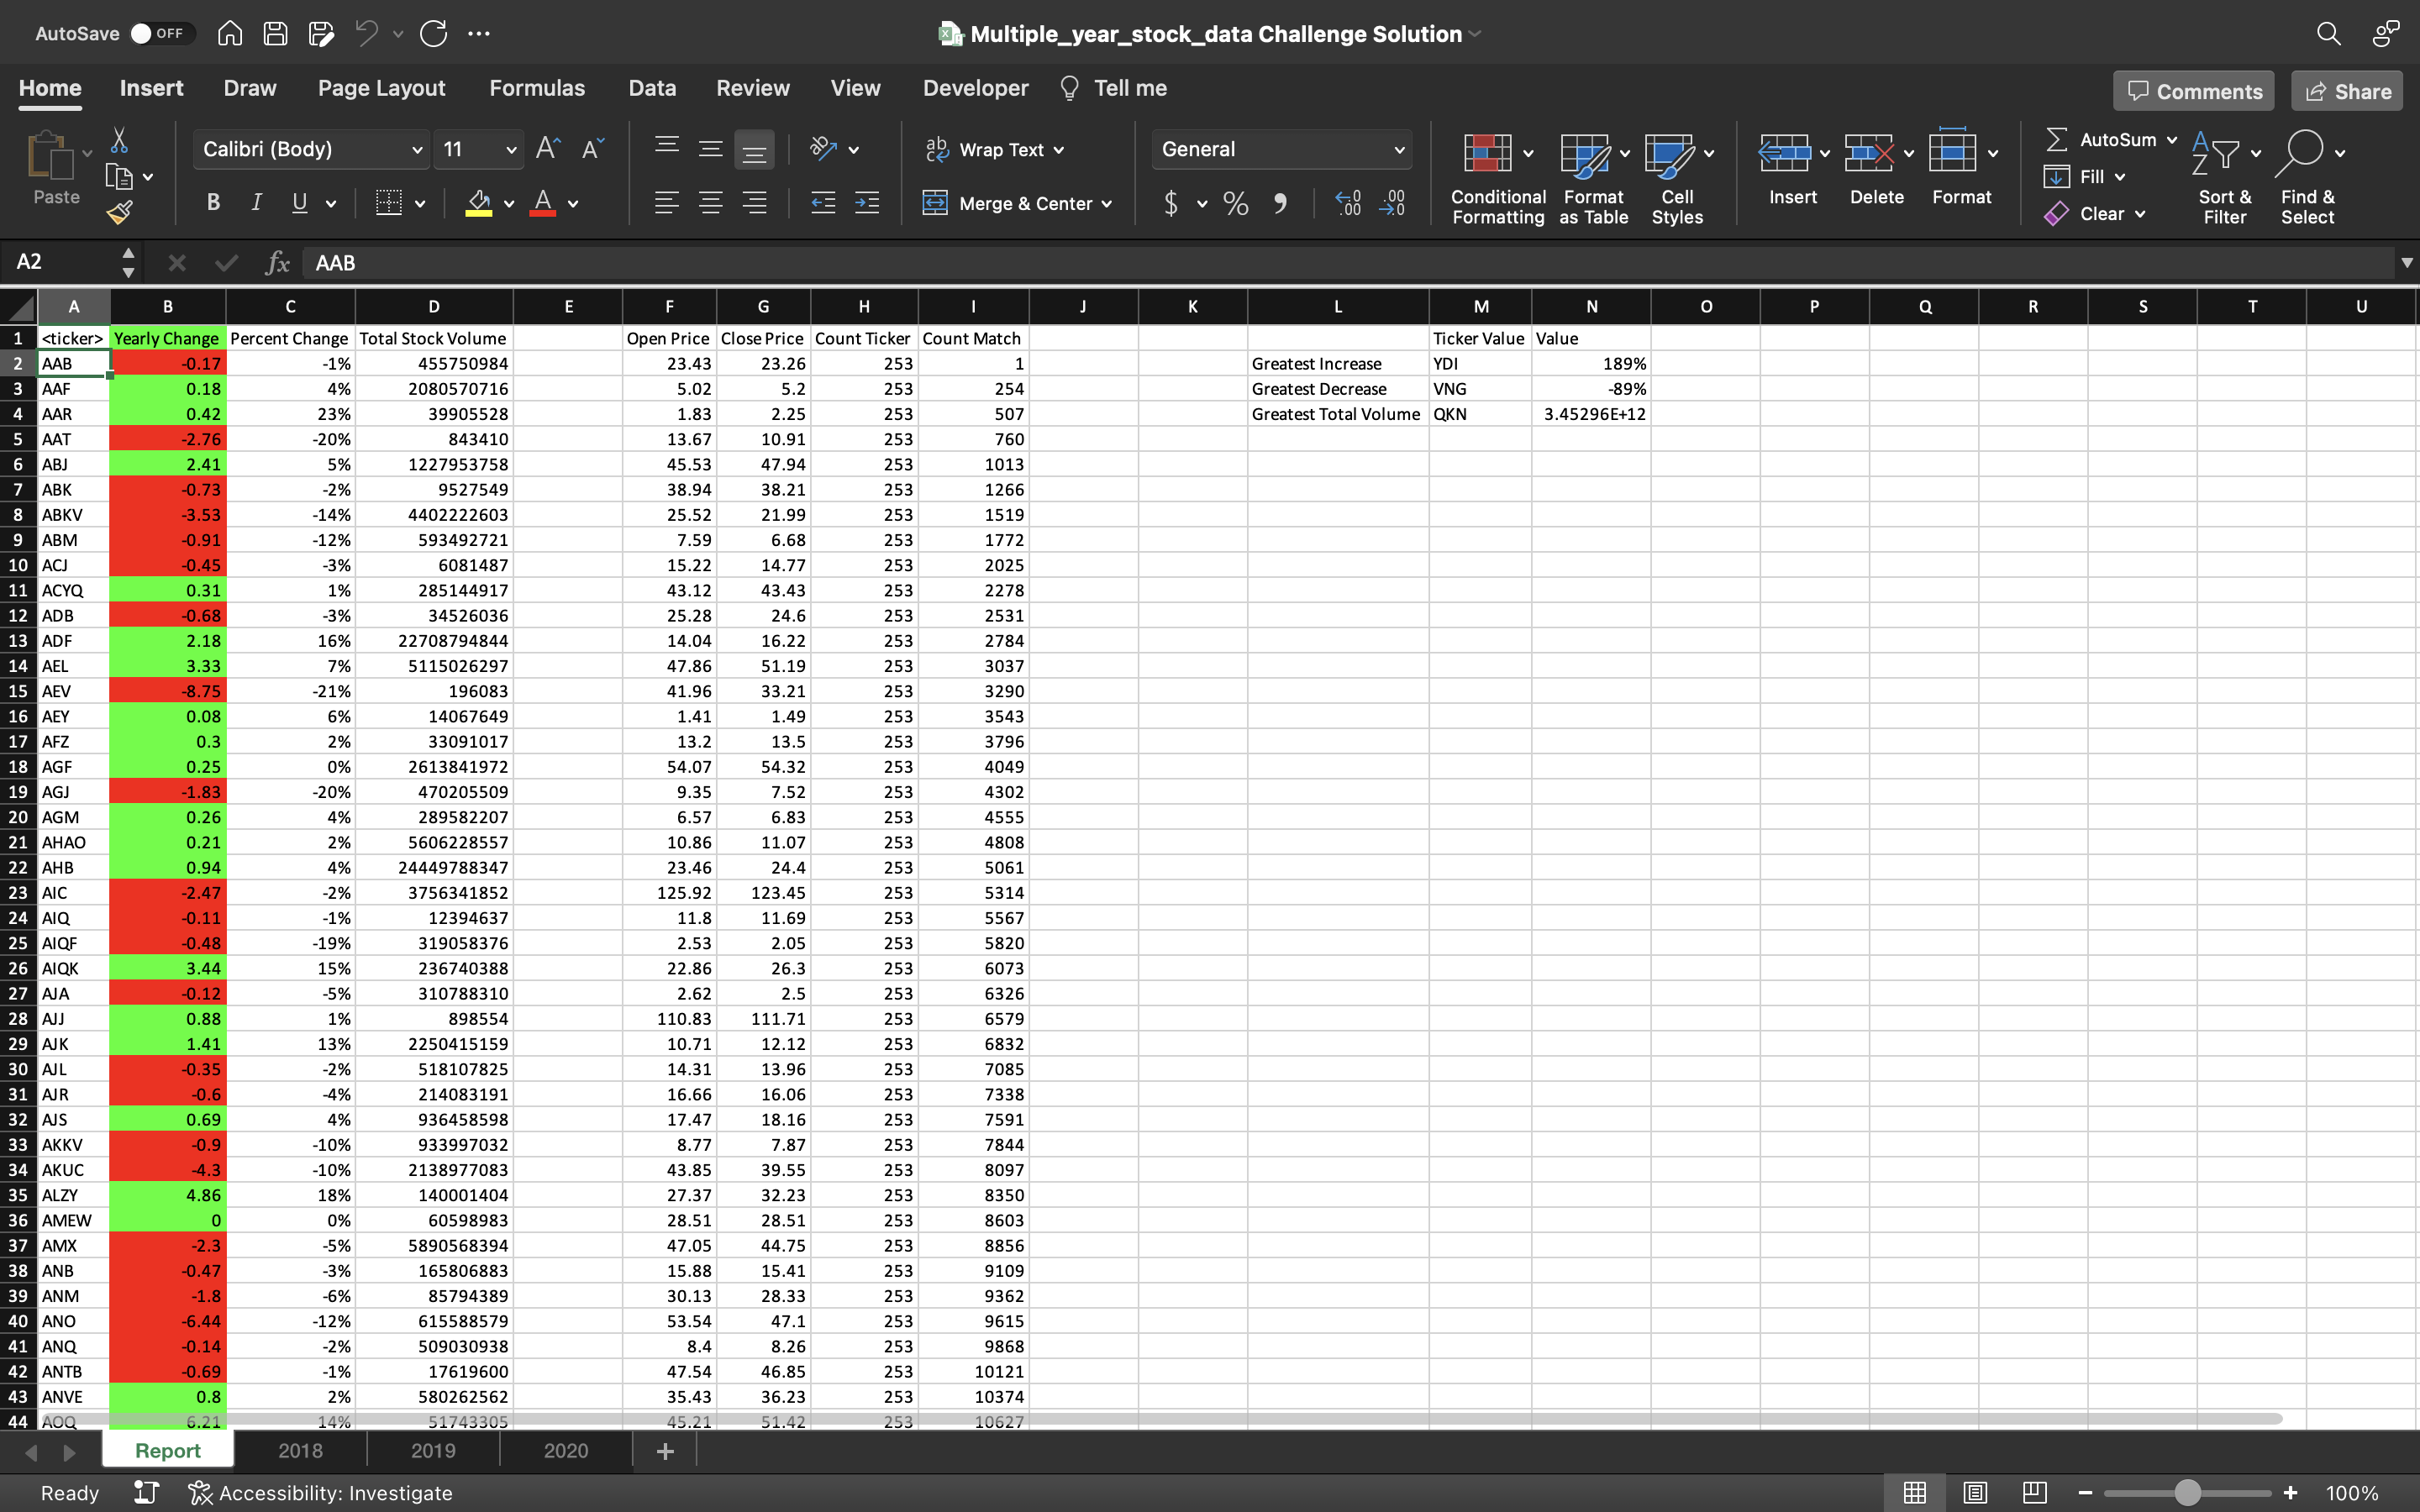 AutoSave OFF Multiple_year_stock_data Challenge Solution
Home Insert Draw Page Layout Formulas Data Review View Developer Tell me Comments Share
Paste Calibri (Body) 11 Wrap Text General Conditional Formatting Format as Table Cell Styles Insert Delete Format AutoSum Sort & Filter Find & Select
B I U A Merge & Center $ % Fill Clear
A2 fx AAB
A B C D E F G H I J K L M N O P Q R S T U
1 <ticker> Yearly Change Percent Change Total Stock Volume Open Price Close Price Count Ticker Count Match Ticker Value Value
2 AAB -0.17 -1% 455750984 23.43 23.26 253 1 Greatest Increase YDI 189%
3 AAF 0.18 4% 2080570716 5.02 5.2 253 254 Greatest Decrease VNG -89%
4 AAR 0.42 23% 39905528 1.83 2.25 253 507 Greatest Total Volume QKN 3.45296E+12
5 AAT -2.76 -20% 843410 13.67 10.91 253 760
6 ABJ 2.41 5% 1227953758 45.53 47.94 253 1013
7 ABK -0.73 -2% 9527549 38.94 38.21 253 1266
8 ABKV -3.53 -14% 4402222603 25.52 21.99 253 1519
9 ABM -0.91 -12% 593492721 7.59 6.68 253 1772
10 ACJ -0.45 -3% 6081487 15.22 14.77 253 2025
11 ACYQ 0.31 1% 285144917 43.12 43.43 253 2278
12 ADB -0.68 -3% 34526036 25.28 24.6 253 2531
13 ADF 2.18 16% 22708794844 14.04 16.22 253 2784
14 AEL 3.33 7% 5115026297 47.86 51.19 253 3037
15 AEV -8.75 -21% 196083 41.96 33.21 253 3290
16 AEY 0.08 6% 14067649 1.41 1.49 253 3543
17 AFZ 0.3 2% 33091017 13.2 13.5 253 3796
18 AGF 0.25 0% 2613841972 54.07 54.32 253 4049
19 AGJ -1.83 -20% 470205509 9.35 7.52 253 4302
20 AGM 0.26 4% 289582207 6.57 6.83 253 4555
21 AHAO 0.21 2% 5606228557 10.86 11.07 253 4808
22 AHB 0.94 4% 24449788347 23.46 24.4 253 5061
23 AIC -2.47 -2% 3756341852 125.92 123.45 253 5314
24 AIQ -0.11 -1% 12394637 11.8 11.69 253 5567
25 AIQF -0.48 -19% 319058376 2.53 2.05 253 5820
26 AIQK 3.44 15% 236740388 22.86 26.3 253 6073
27 AJA -0.12 -5% 310788310 2.62 2.5 253 6326
28 AJJ 0.88 1% 898554 110.83 111.71 253 6579
29 AJK 1.41 13% 2250415159 10.71 12.12 253 6832
30 AJL -0.35 -2% 518107825 14.31 13.96 253 7085
31 AJR -0.6 -4% 214083191 16.66 16.06 253 7338
32 AJS 0.69 4% 936458598 17.47 18.16 253 7591
33 AKKV -0.9 -10% 933997032 8.77 7.87 253 7844
34 AKUC -4.3 -10% 2138977083 43.85 39.55 253 8097
35 ALZY 4.86 18% 140001404 27.37 32.23 253 8350
36 AMEW 0 0% 60598983 28.51 28.51 253 8603
37 AMX -2.3 -5% 5890568394 47.05 44.75 253 8856
38 ANB -0.47 -3% 165806883 15.88 15.41 253 9109
39 ANM -1.8 -6% 85794389 30.13 28.33 253 9362
40 ANO -6.44 -12% 615588579 53.54 47.1 253 9615
41 ANQ -0.14 -2% 509030938 8.4 8.26 253 9868
42 ANTB -0.69 -1% 17619600 47.54 46.85 253 10121
43 ANVE 0.8 2% 580262562 35.43 36.23 253 10374
44 AOQ 6.21 14% 51743305 45.21 51.42 253 10627
Report 2018 2019 2020 +
Ready Accessibility: Investigate 100%